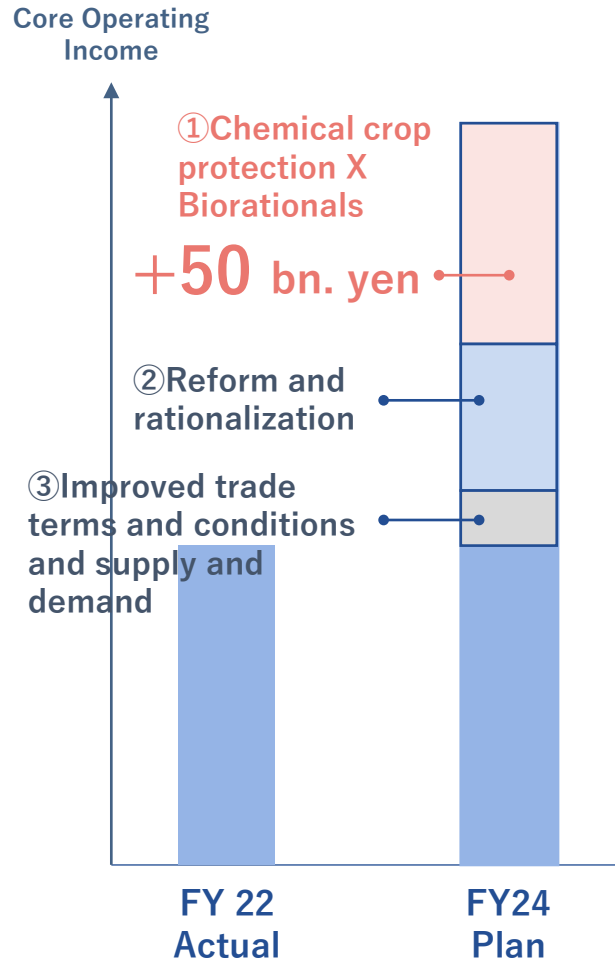 Core Operating
Income
①Chemical crop
protection X
Biorationals
+50 bn. yen
②Reform and
rationalization
③Improved trade
terms and conditions
and supply and
demand
FY 22
Actual
FY24
Plan